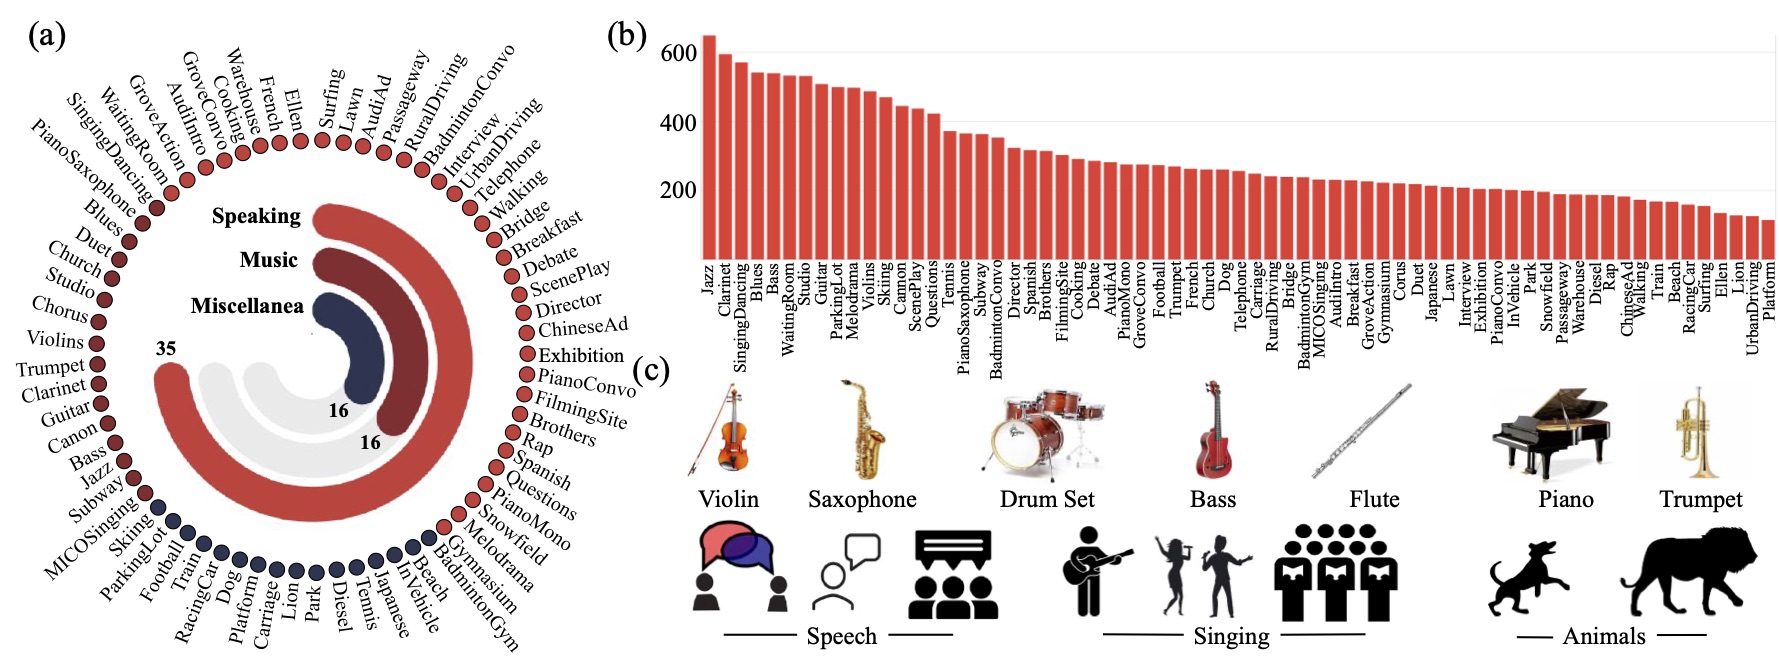 (a)
Surfing
Lawn
AudiAd
Passageway
RuralDriving
BadmintonConvo
Interview
UrbanDriving
Telephone
Walking
Bridge
Breakfast
Debate
ScenePlay
Director
ChineseAd
Exhibition
PianoConvo
FilmingSite
Brothers
Rap
Spanish
Questions
PianoMono
Snowfield
Melodrama
Gymnasium
BadmintonGym
Beach
InVehicle
Japanese
Tennis
Diesel
Park
Lion
Carriage
Platform
Dog
RacingCar
Train
Football
ParkingLot
Skiing
MICOSinging
Subway
Jazz
Bass
Canon
Guitar
Clarinet
Trumpet
Violins
Chorus
Studio
Church
Duet
Blues
PianoSaxophone
SingingDancing
WaitingRoom
GroveAction
AudiIntro
GroveConvo
Cooking
Warehouse
French
Ellen
Speaking
Music
Miscellanea
35
16
16
(b)
600
400
200
Jazz
Clarinet
SingingDancing
Blues
Bass
WaitingRoom
Studio
Guitar
ParkingLot
Melodrama
Violins
Skiing
Cannon
ScenePlay
Questions
Tennis
PianoSaxophone
Subway
BadmintonConvo
Director
Spanish
Brothers
FilmingSite
Cooking
Debate
AudiAd
PianoMono
GroveConvo
Football
Trumpet
French
Church
Dog
Telephone
Carriage
RuralDriving
Bridge
BadmintonGym
MICOSinging
AudiIntro
Breakfast
GroveAction
Gymnasium
Corus
Duet
Japanese
Lawn
Interview
Exhibition
PianoConvo
InVehicle
Park
Snowfield
Passageway
Warehouse
Diesel
Rap
ChineseAd
Walking
Train
Beach
RacingCar
Surfing
Ellen
Lion
UrbanDriving
Platform
(c)
Violin
Saxophone
Drum Set
Bass
Flute
Piano
Trumpet
Speech
Singing
Animals